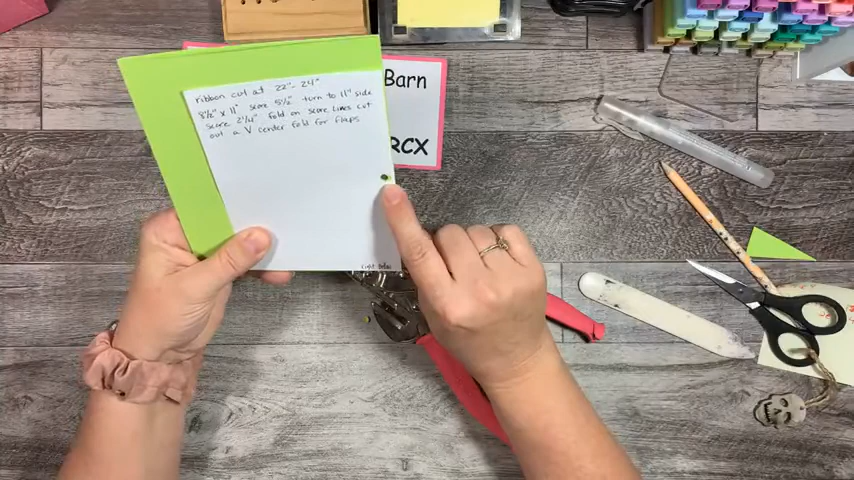 ribbon cut at 22"- 24"
8½" x 11" score 5½" turn to 11" side
score 2¼" fold on score lines cut
out a V center fold for flaps
Barn
RCX